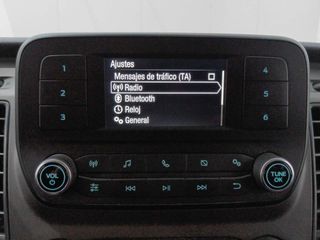 Ajustes
Mensajes de tráfico (TA)
Radio
Bluetooth
Reloj
General
1
2
3
4
5
6
VOL
TUNE
OK